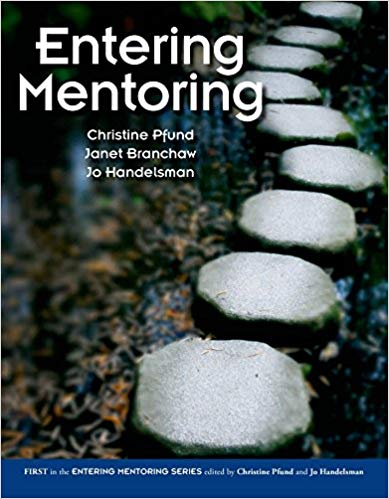 Entering
Mentoring
Christine Pfund
Janet Branchaw
Jo Handelsman
FIRST in the ENTERING MENTORING SERIES edited by Christine Pfund and Jo Handelsman